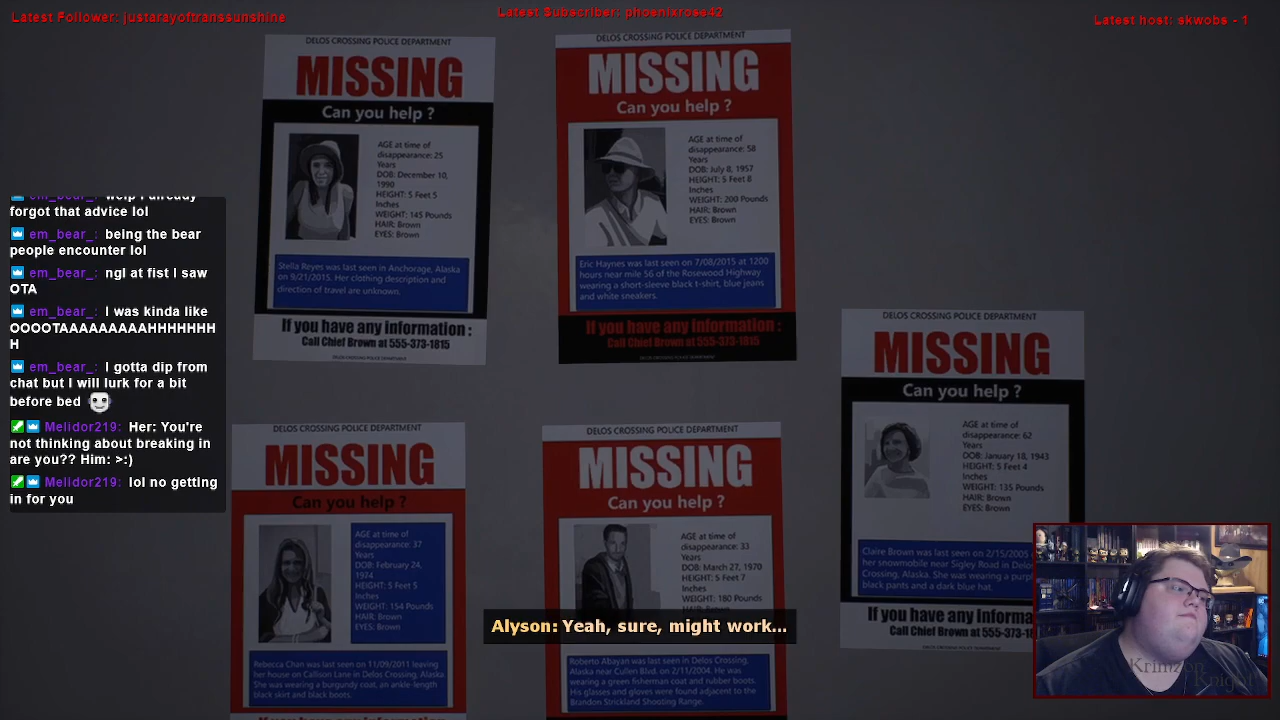 Latest Follower: justarayoftranssunshine
Latest Subscriber: phoenixrose42
Latest host: skwobs - 1
DELOS CROSSING POLICE DEPARTMENT
MISSING
Can you help ?
AGE at time of
disappearance: 25
Years
DOB: December 10,
1990
HEIGHT: 5 Feet 5
Inches
WEIGHT: 145 Pounds
HAIR: Brown
EYES: Brown
Stella Reyes was last seen in Anchorage, Alaska
on 9/21/2015. Her clothing description and
direction of travel are unknown.
If you have any information :
Call Chief Brown at 555-373-1815
DELOS CROSSING POLICE DEPARTMENT
DELOS CROSSING POLICE DEPARTMENT
MISSING
Can you help ?
AGE at time of
disappearance: 58
Years
DOB: July 8, 1957
HEIGHT: 5 Feet 8
Inches
WEIGHT: 200 Pounds
HAIR; Brown
EYES: Brown
Eric Haynes was last seen on 7/08/2015 at 1200
hours near mile 56 of the Rosewood Highway
wearing a short-sleeve black t-shirt, blue jeans
and white sneakers.
If you have any information :
Call Chief Brown at 555-373-1815
DELOS CROSSING POLICE DEPARTMENT
em_bear_: welp I already
forgot that advice lol
em_bear_: being the bear
people encounter lol
em_bear_: ngl at fist I saw
OTA
em_bear_: I was kinda like
OOOOTAAAAAAAAHHHHHHH
H
em_bear_: I gotta dip from
chat but I will lurk for a bit
before bed
Melidor219: Her: You're
not thinking about breaking in
are you?? Him: >:)
Melidor219: lol no getting
in for you
DELOS CROSSING POLICE DEPARTMENT
MISSING
Can you help ?
AGE at time of
disappearance: 62
Years
DOB: January 18, 1943
HEIGHT: 5 Feet 4
Inches
WEIGHT: 135 Pounds
HAIR; Brown
EYES: Brown
Claire Brown was last seen on 2/15/2005
her snowmobile near Sigley Road in Delos
Crossing, Alaska. She was wearing a
black pants and a dark blue hat.
If you have any
Call Chief Brown at
DELOS CROSSING POLICE DEPARTMENT
MISSING
Can you help ?
AGE at time of
disappearance: 37
Years
DOB: February 24,
1974
HEIGHT: 5 Feet 5
Inches
WEIGHT: 154 Pounds
HAIR; Brown
EYES: Brown
Rebecca Chan was last seen on 11/09/2011 leaving
her house on Callison Lane in Delos Crossing, Alaska
She was wearing a burgundy coat, an ankle-length
black skirt and black boots.
DELOS CROSSING POLICE DEPARTMENT
MISSING
Can you help ?
AGE at time of
disappearance: 33
Years
DOB: March 27, 1970
HEIGHT: 5 Feet 7
Inches
WEIGHT: 180 Pounds
Roberto Abayan was last seen in Delos Crossing,
Alaska near Cullen Blvd. on 2/11/2004. He was
wearing a green fisherman coat and rubber boots.
His glasses and gloves were found adjacent to the
Brandon Strickland Shooting Range.
Alyson: Yeah, sure, might work...
Krimzon
Knight